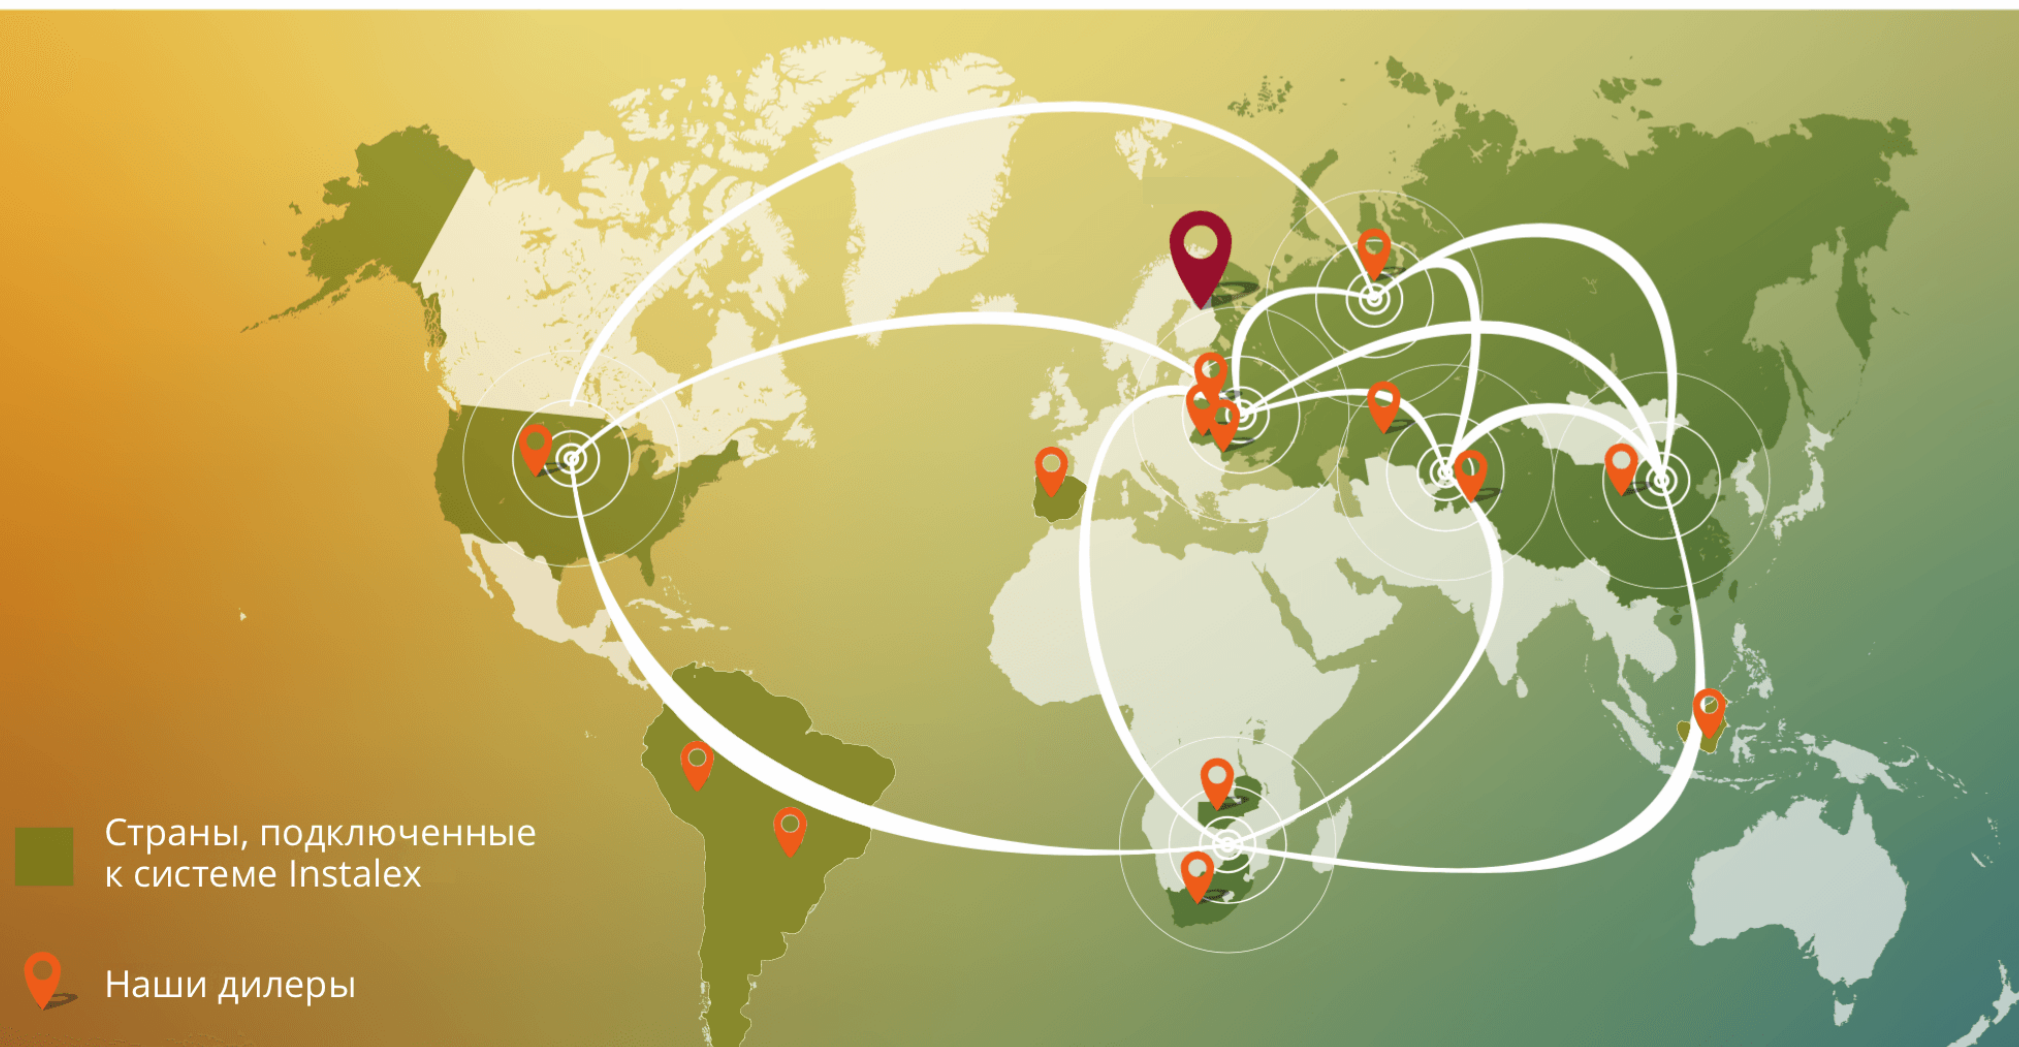 Страны, подключенные
к системе Instalex
Наши дилеры